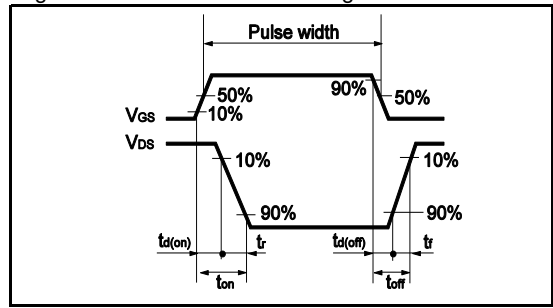 Pulse width
90%
50%
50%
10%
VGS
VDS
10%
10%
90%
90%
td(on)
tr
td(off)
tf
ton
toff